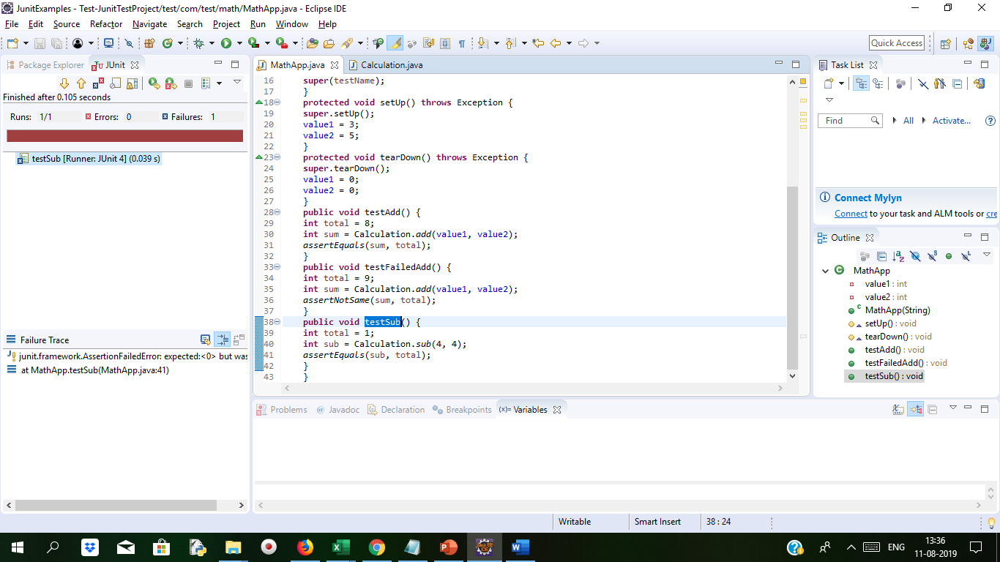 JunitExamples - Test-JunitTestProject/test/com/test/math/MathApp.java - Eclipse IDE
File Edit Source Refactor Navigate Search Project Run Window Help
Quick Access
Package Explorer JUnit
Finished after 0.105 seconds
Runs: 1/1 Errors: 0 Failures: 1
testSub [Runner: JUnit 4] (0.039 s)
Failure Trace
junit.framework.AssertionFailedError: expected:<0> but was
at MathApp.testSub(MathApp.java:41)
MathApp.java Calculation.java
16 super(testName);
17 }
18 protected void setUp() throws Exception {
19 super.setUp();
20 value1 = 3;
21 value2 = 5;
22 }
23 protected void tearDown() throws Exception {
24 super.tearDown();
25 value1 = 0;
26 value2 = 0;
27 }
28 public void testAdd() {
29 int total = 8;
30 int sum = Calculation.add(value1, value2);
31 assertEquals(sum, total);
32 }
33 public void testFailedAdd() {
34 int total = 9;
35 int sum = Calculation.add(value1, value2);
36 assertNotSame(sum, total);
37 }
38 public void testSub() {
39 int total = 1;
40 int sub = Calculation.sub(4, 4);
41 assertEquals(sub, total);
42 }
43 }
Problems @ Javadoc Declaration Breakpoints (x)= Variables
Task List
Find All Activate...
Connect Mylyn
Connect to your task and ALM tools or cre
Outline
MathApp
value1 : int
value2 : int
MathApp(String)
setUp() : void
tearDown() : void
testAdd() : void
testFailedAdd() : void
testSub() : void
Writable Smart Insert 38 : 24
ENG
13:36
11-08-2019